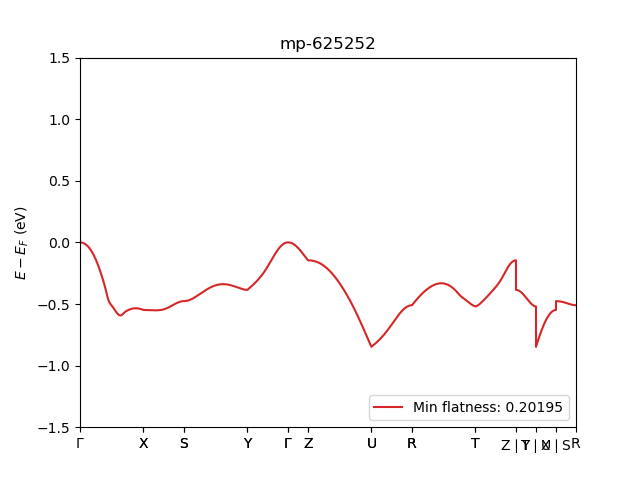 mp-625252
E − E_F (eV)
1.5
1.0
0.5
0.0
−0.5
−1.0
−1.5
Min flatness: 0.20195
Γ X S Y Γ Z U R T Z | T Y | X U | S R